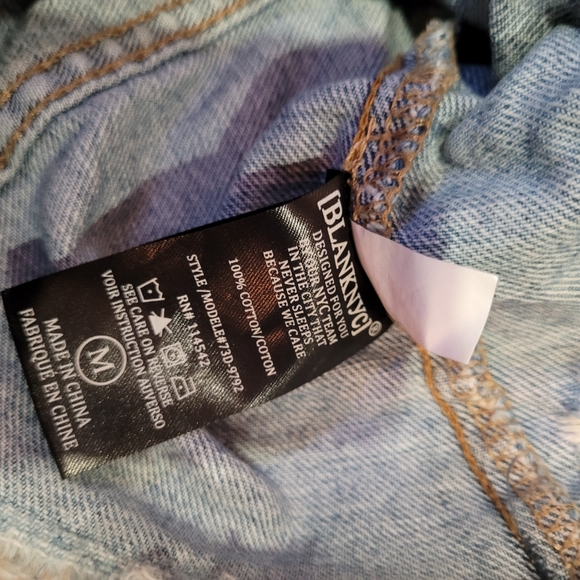 [BLANKNYC]®
DESIGNED FOR YOU
BY OUR NYC TEAM
IN THE CITY THAT
NEVER SLEEPS
BECAUSE WE CARE
100% COTTON/COTON
STYLE /MODELE#73D-9792
RN# 114542
SEE CARE ON REVERSE
VOIR INSTRUCTION AUVERSO
M
MADE IN CHINA
FABRIQUE EN CHINE